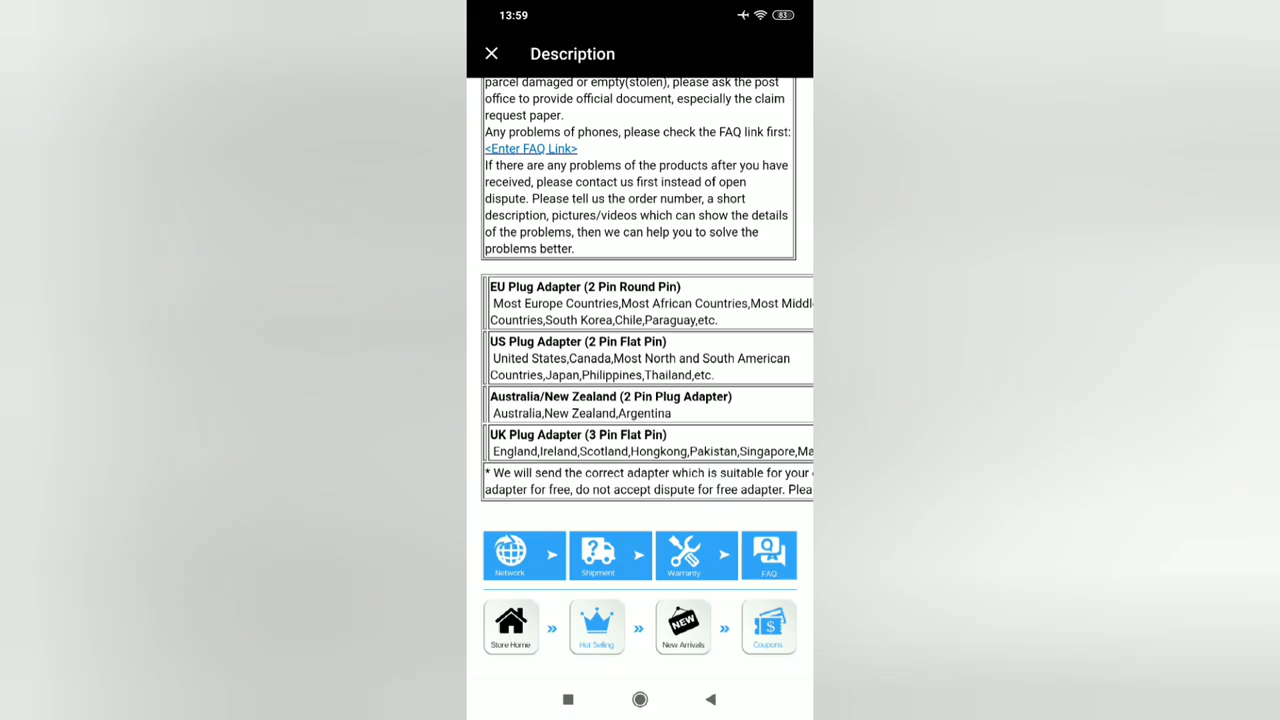 13:59
83
Description
parcel damaged or empty(stolen), please ask the post
office to provide official document, especially the claim
request paper.
Any problems of phones, please check the FAQ link first:
<Enter FAQ Link>
If there are any problems of the products after you have
received, please contact us first instead of open
dispute. Please tell us the order number, a short
description, pictures/videos which can show the details
of the problems, then we can help you to solve the
problems better.
EU Plug Adapter (2 Pin Round Pin)
Most Europe Countries,Most African Countries,Most Middl
Countries,South Korea,Chile,Paraguay,etc.
US Plug Adapter (2 Pin Flat Pin)
United States,Canada,Most North and South American
Countries,Japan,Philippines,Thailand,etc.
Australia/New Zealand (2 Pin Plug Adapter)
Australia,New Zealand,Argentina
UK Plug Adapter (3 Pin Flat Pin)
England,Ireland,Scotland,Hongkong,Pakistan,Singapore,Ma
* We will send the correct adapter which is suitable for your
adapter for free, do not accept dispute for free adapter. Plea
Network
Shipment
Warranty
Q
FAQ
Store Home
Hot Selling
NEW
New Arrivals
$
Coupons